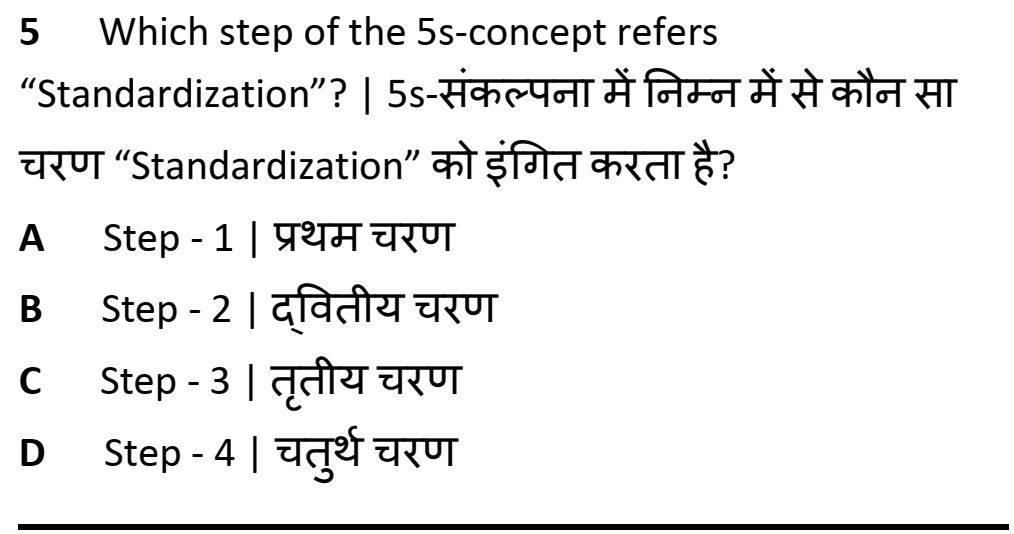 5 Which step of the 5s-concept refers
“Standardization”? | 5s-संकल्पना में निम्न में से कौन सा
चरण “Standardization” को इंगित करता है?
A Step - 1 | प्रथम चरण
B Step - 2 | द्वितीय चरण
C Step - 3 | तृतीय चरण
D Step - 4 | चतुर्थ चरण